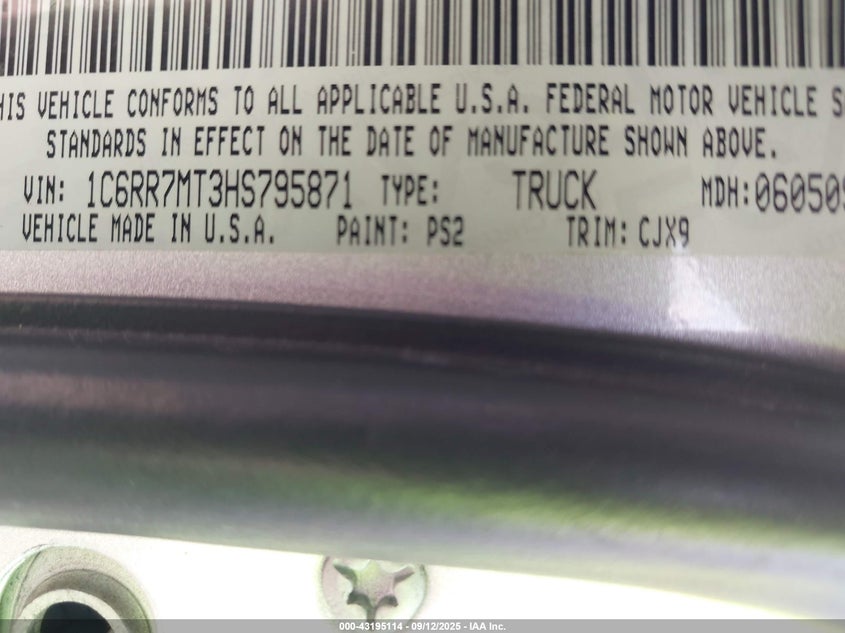 HIS VEHICLE CONFORMS TO ALL APPLICABLE U.S.A. FEDERAL MOTOR VEHICLE S
STANDARDS IN EFFECT ON THE DATE OF MANUFACTURE SHOWN ABOVE.
VIN: 1C6RR7MT3HS795871 TYPE: TRUCK MDH:060509
VEHICLE MADE IN U.S.A. PAINT: PS2 TRIM: CJX9
000-43195114 - 09/12/2025 - IAA Inc.